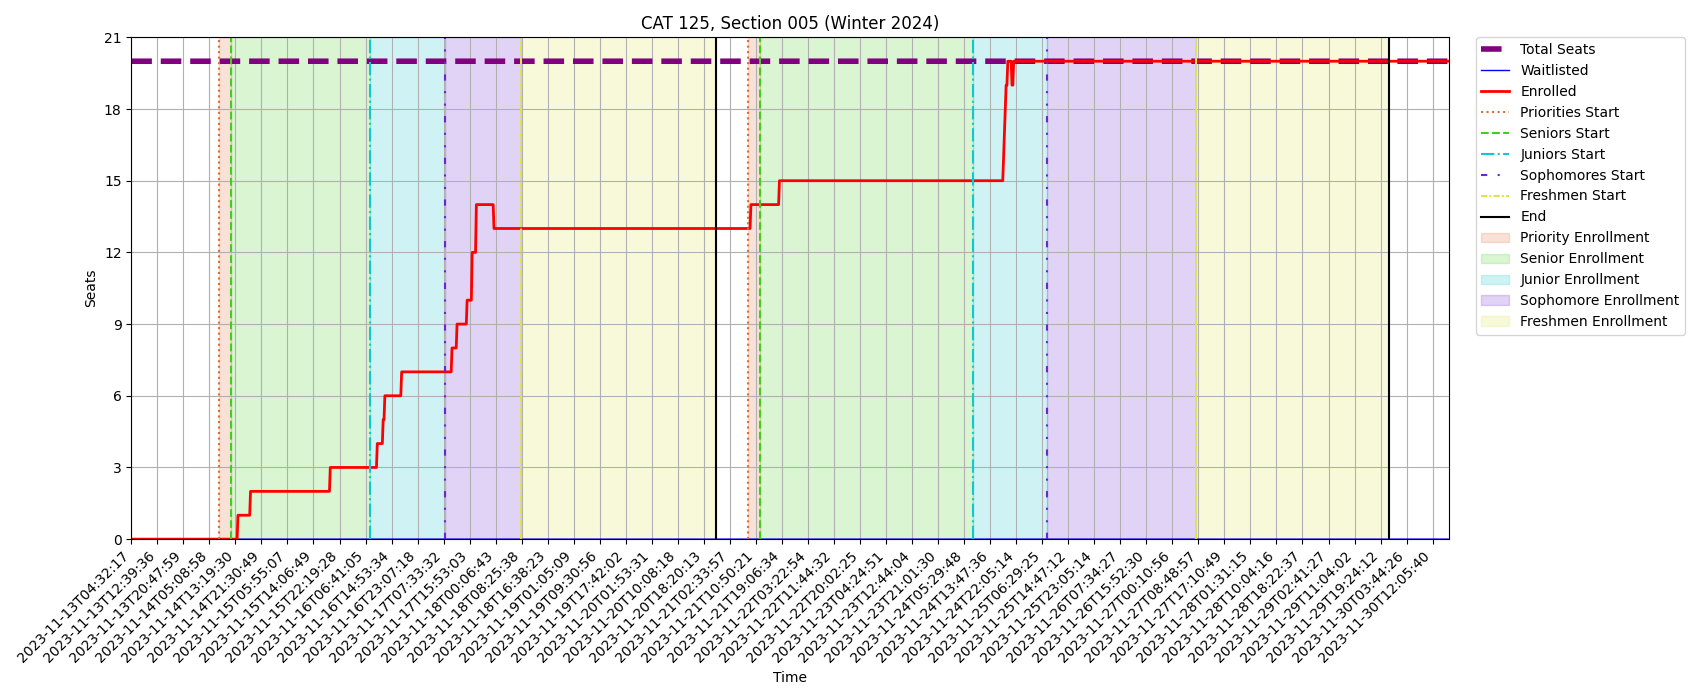 CAT 125, Section 005 (Winter 2024)
21
18
15
12
9
6
3
0
Seats
2023-11-13T04:32:17
2023-11-13T12:39:36
2023-11-13T20:47:59
2023-11-14T05:08:58
2023-11-14T13:19:30
2023-11-14T21:30:49
2023-11-15T05:55:07
2023-11-15T14:06:49
2023-11-15T22:19:28
2023-11-16T06:41:05
2023-11-16T14:53:34
2023-11-16T23:07:18
2023-11-17T07:33:32
2023-11-17T15:53:03
2023-11-18T00:06:43
2023-11-18T08:25:38
2023-11-18T16:38:23
2023-11-19T01:05:09
2023-11-19T09:30:56
2023-11-19T17:42:02
2023-11-20T01:53:31
2023-11-20T10:08:18
2023-11-20T18:20:13
2023-11-21T02:33:57
2023-11-21T10:50:21
2023-11-21T19:06:34
2023-11-22T03:22:54
2023-11-22T11:44:32
2023-11-22T20:02:25
2023-11-23T04:24:51
2023-11-23T12:44:04
2023-11-23T21:01:30
2023-11-24T05:29:48
2023-11-24T13:47:36
2023-11-24T22:05:14
2023-11-25T06:29:25
2023-11-25T14:47:12
2023-11-25T23:05:14
2023-11-26T07:34:27
2023-11-26T15:52:30
2023-11-27T00:10:56
2023-11-27T08:48:57
2023-11-27T17:10:49
2023-11-28T01:31:15
2023-11-28T10:04:16
2023-11-28T18:22:37
2023-11-29T02:41:27
2023-11-29T11:04:02
2023-11-29T19:24:12
2023-11-30T03:44:26
2023-11-30T12:05:40
Time
Total Seats
Waitlisted
Enrolled
Priorities Start
Seniors Start
Juniors Start
Sophomores Start
Freshmen Start
End
Priority Enrollment
Senior Enrollment
Junior Enrollment
Sophomore Enrollment
Freshmen Enrollment